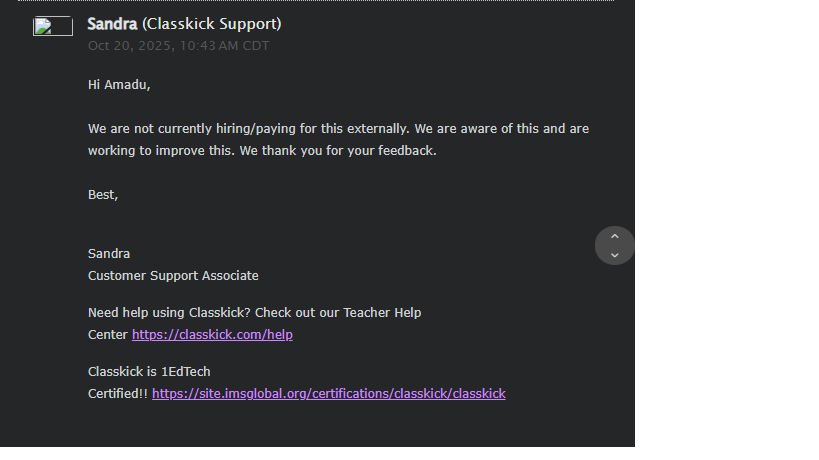 Sandra (Classkick Support)
Oct 20, 2025, 10:43 AM CDT
Hi Amadu,
We are not currently hiring/paying for this externally. We are aware of this and are
working to improve this. We thank you for your feedback.
Best,
Sandra
Customer Support Associate
Need help using Classkick? Check out our Teacher Help
Center https://classkick.com/help
Classkick is 1EdTech
Certified!! https://site.imsglobal.org/certifications/classkick/classkick